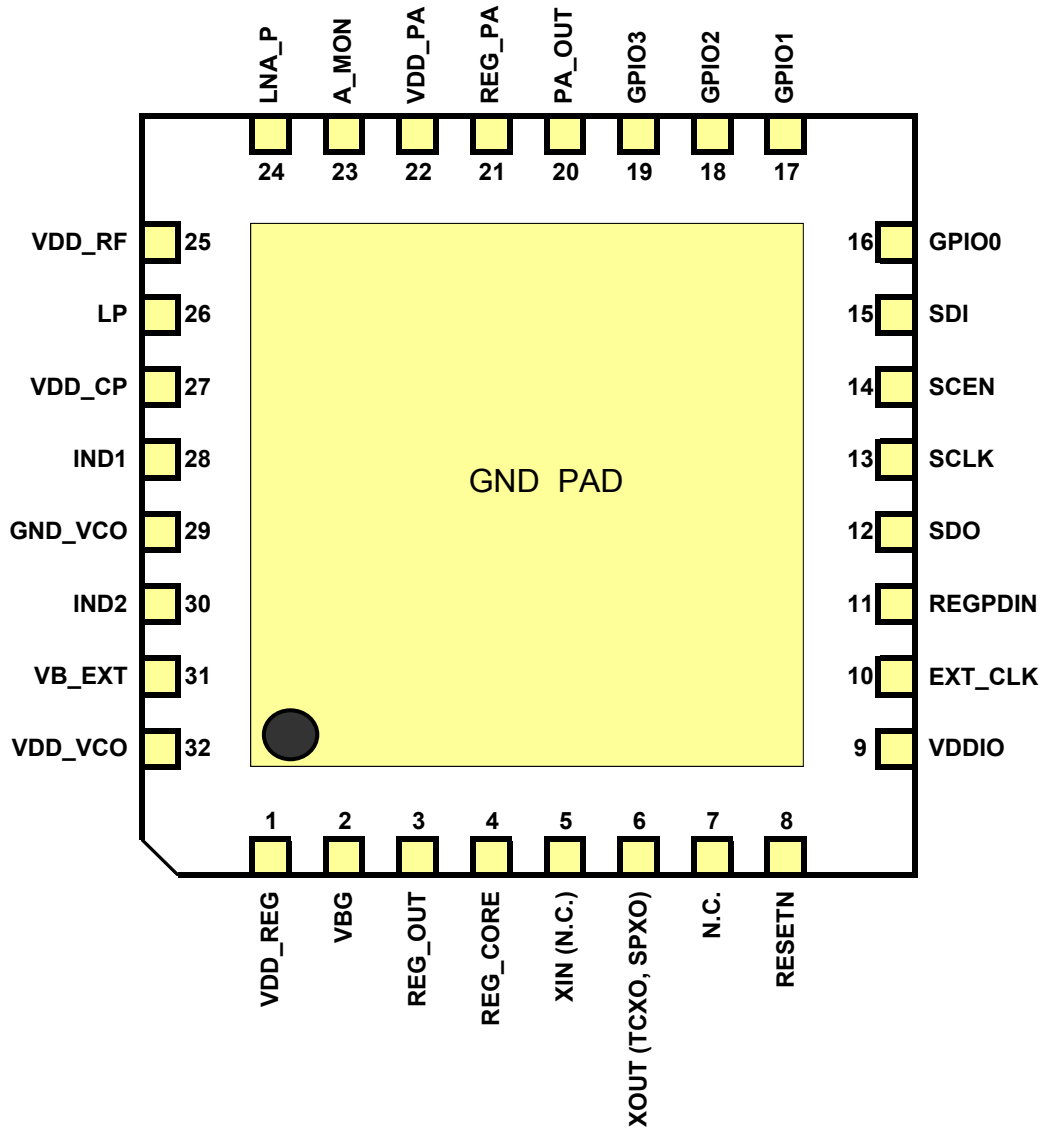 LNA_P
A_MON
VDD_PA
REG_PA
PA_OUT
GPIO3
GPIO2
GPIO1
24
23
22
21
20
19
18
17
VDD_RF 25
LP 26
VDD_CP 27
IND1 28
GND_VCO 29
IND2 30
VB_EXT 31
VDD_VCO 32
GND PAD
16 GPIO0
15 SDI
14 SCEN
13 SCLK
12 SDO
11 REGPDIN
10 EXT_CLK
9 VDDIO
1
2
3
4
5
6
7
8
VDD_REG
VBG
REG_OUT
REG_CORE
XIN (N.C.)
XOUT (TCXO, SPXO)
N.C.
RESETN